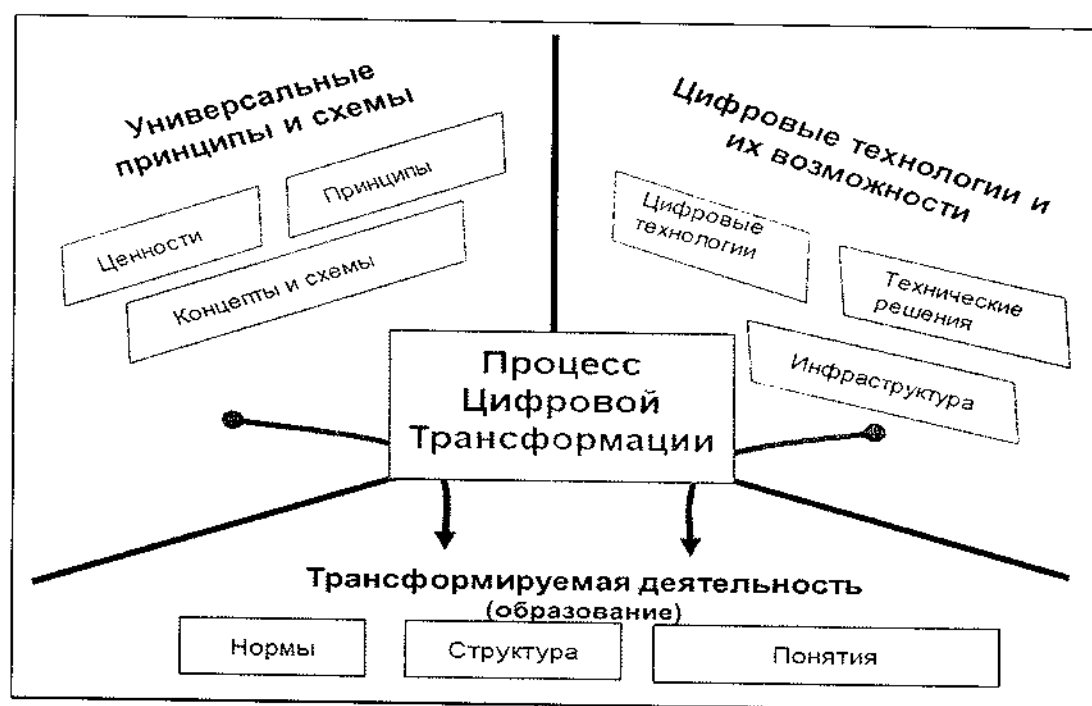 Универсальные
принципы и схемы
Ценности
Принципы
Концепты и схемы
Цифровые технологии и
их возможности
Цифровые
технологии
Технические
решения
Инфраструктура
Процесс
Цифровой
Трансформации
Трансформируемая деятельность
(образование)
Нормы
Структура
Понятия